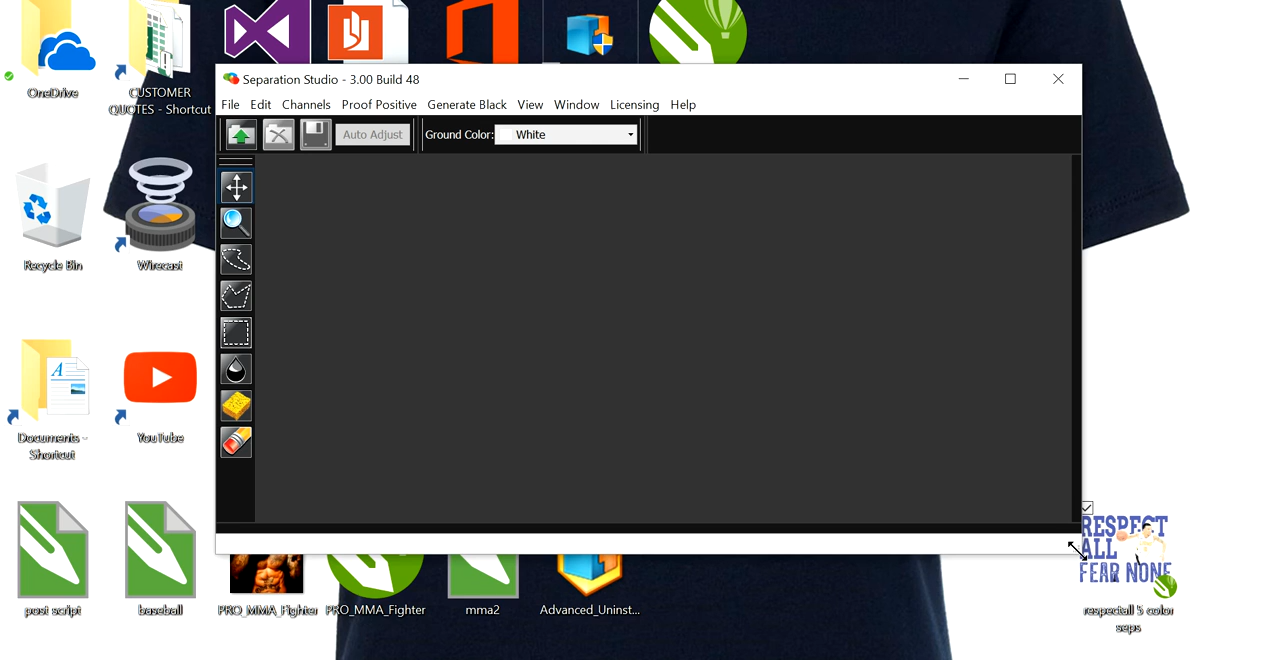 OneDrive
CUSTOMER
QUOTES - Shortcut
Separation Studio - 3.00 Build 48
File Edit Channels Proof Positive Generate Black View Window Licensing Help
Auto Adjust
Ground Color:
White
Recycle Bin
Wirecast
Documents -
Shortcut
YouTube
RESPECT
ALL
FEAR NONE
post script
baseball
PRO_MMA_Fighter
PRO_MMA_Fighter
mma2
Advanced_Uninst...
respectall 5 color
seps